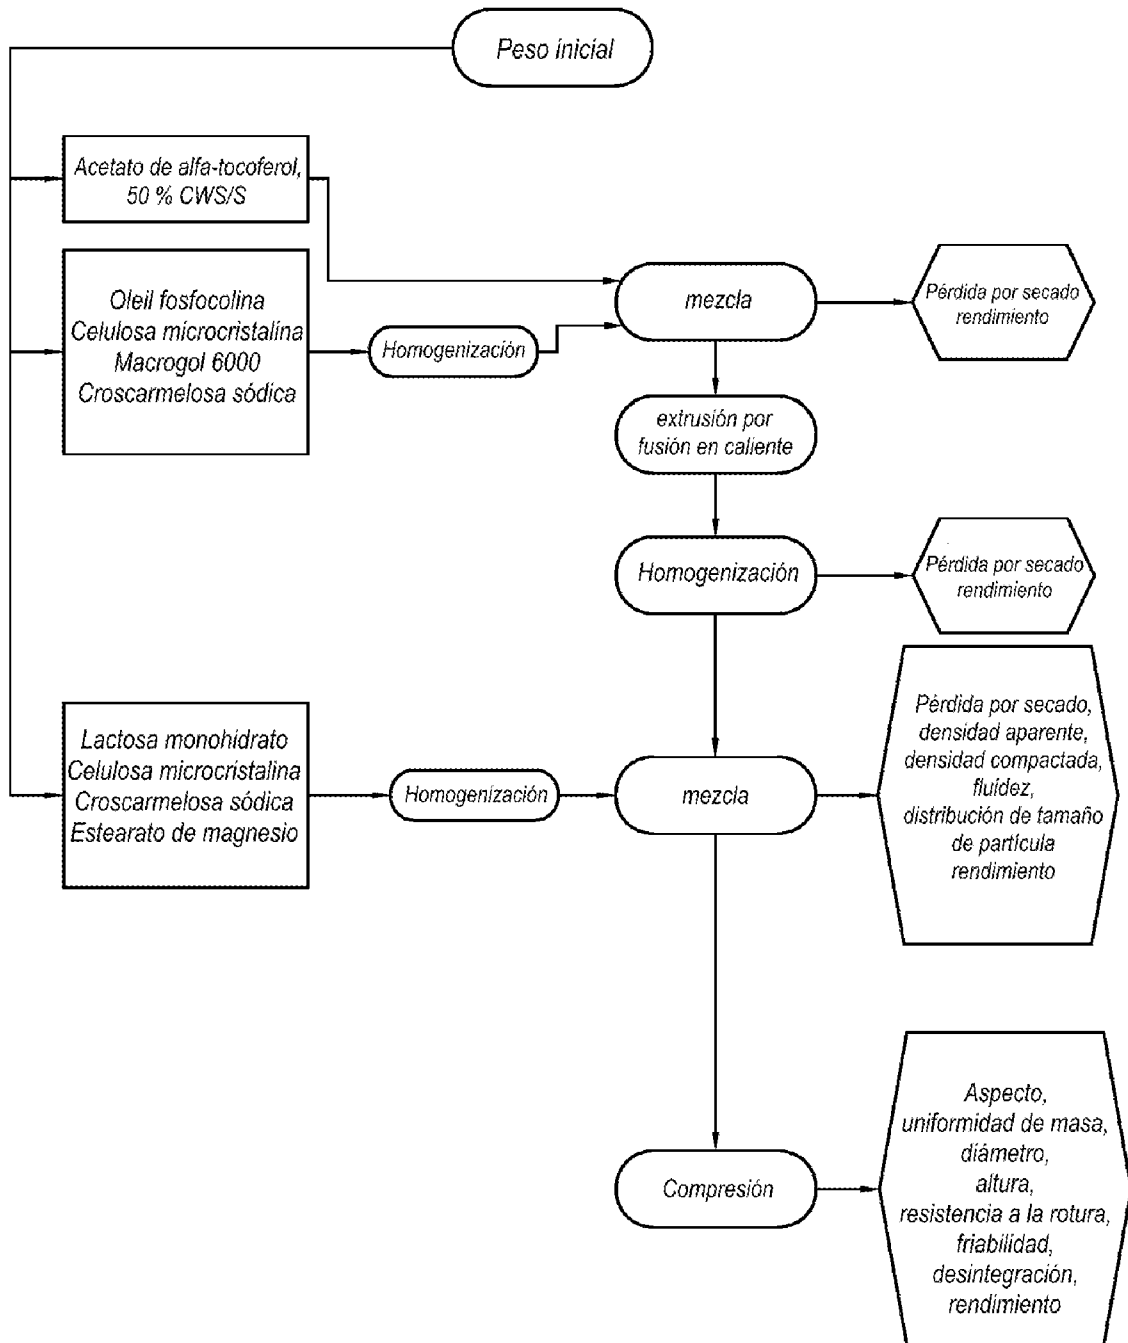 Peso inicial
Acetato de alfa-tocoferol,
50 % CWS/S
Oleil fosfocolina
Celulosa microcristalina
Macrogol 6000
Croscarmelosa sódica
Homogenización
mezcla
Pérdida por secado
rendimiento
extrusión por
fusión en caliente
Homogenización
Pérdida por secado
rendimiento
Lactosa monohidrato
Celulosa microcristalina
Croscarmelosa sódica
Estearato de magnesio
Homogenización
mezcla
Pérdida por secado,
densidad aparente,
densidad compactada,
fluidez,
distribución de tamaño
de partícula
rendimiento
Compresión
Aspecto,
uniformidad de masa,
diámetro,
altura,
resistencia a la rotura,
friabilidad,
desintegración,
rendimiento